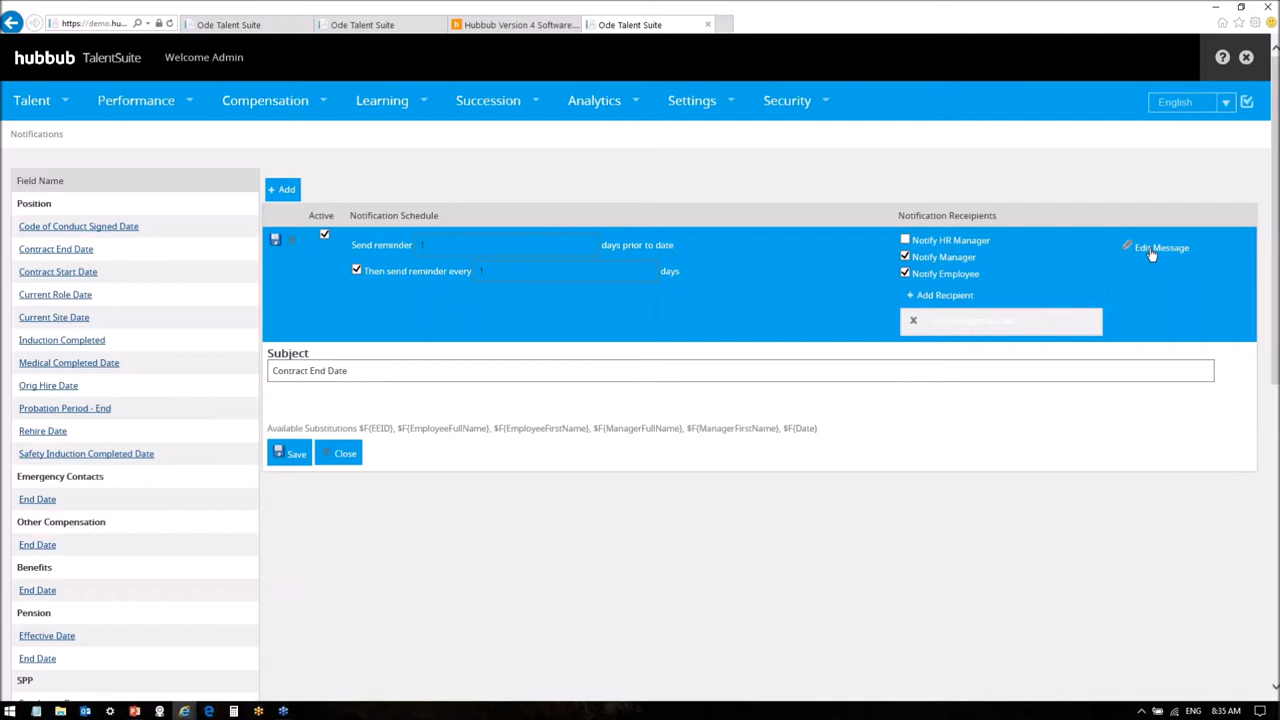 https://demo.hu...
Ode Talent Suite
Ode Talent Suite
Hubbub Version 4 Software...
Ode Talent Suite
hubbub TalentSuite
Welcome Admin
Talent
Performance
Compensation
Learning
Succession
Analytics
Settings
Security
English
Notifications
Field Name
Position
Code of Conduct Signed Date
Contract End Date
Contract Start Date
Current Role Date
Current Site Date
Induction Completed
Medical Completed Date
Orig Hire Date
Probation Period - End
Rehire Date
Safety Induction Completed Date
Emergency Contacts
End Date
Other Compensation
End Date
Benefits
End Date
Pension
Effective Date
End Date
SPP
+ Add
Active
Notification Schedule
Notification Receipients
Send reminder 1 days prior to date
Then send reminder every 1 days
Notify HR Manager
Notify Manager
Notify Employee
+ Add Recipient
X
Edit Message
Subject
Contract End Date
Available Substitutions $F{EEID}, $F{EmployeeFullName}, $F{EmployeeFirstName}, $F{ManagerFullName}, $F{ManagerFirstName}, $F{Date}
Save
Close
ENG
8:35 AM